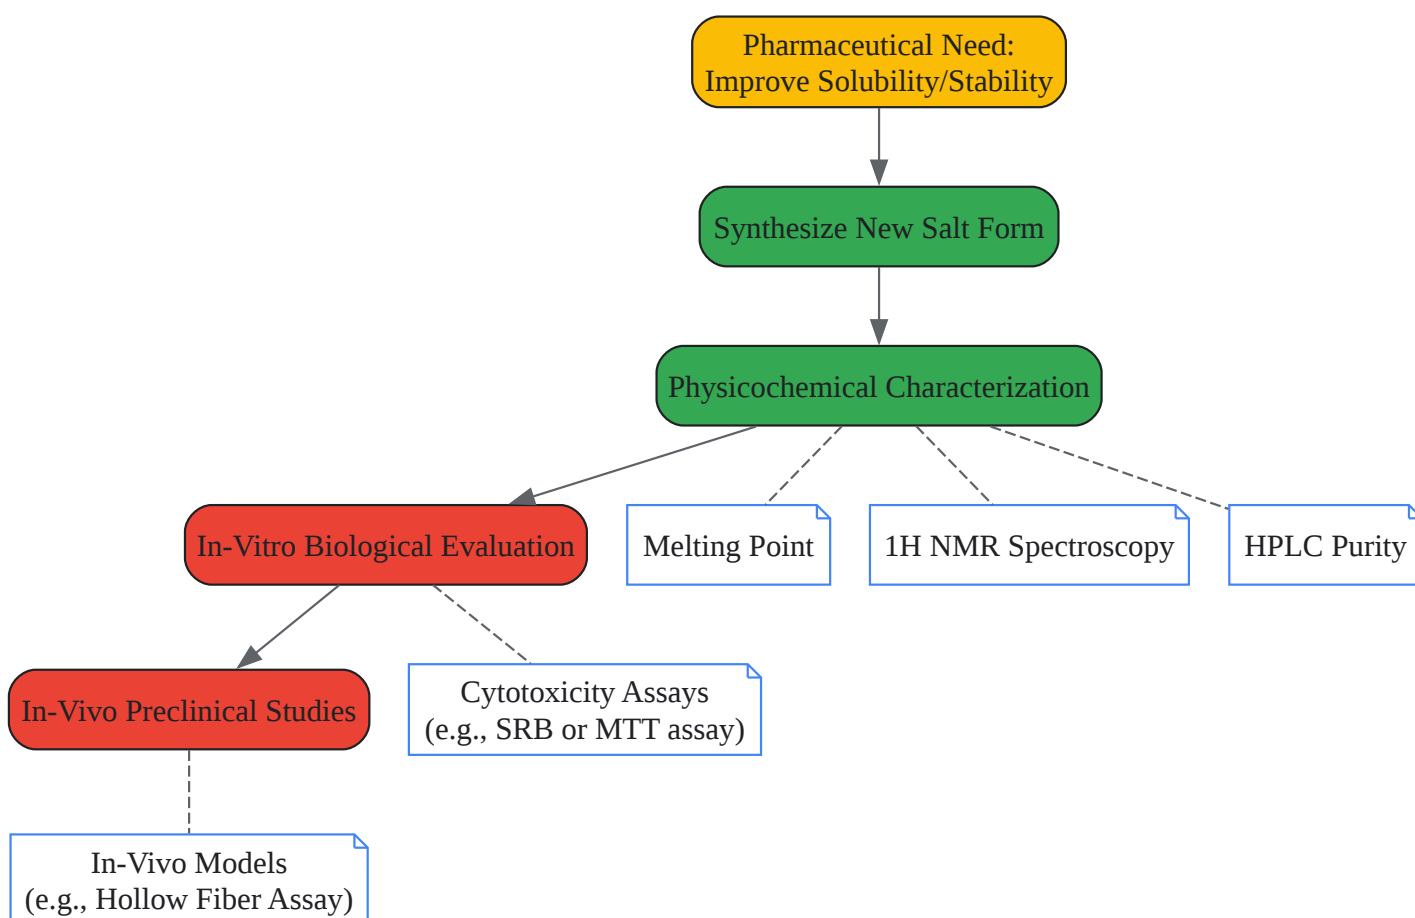 Pharmaceutical Need:
Improve Solubility/Stability
Synthesize New Salt Form
Physicochemical Characterization
In-Vitro Biological Evaluation
Melting Point
1H NMR Spectroscopy
HPLC Purity
In-Vivo Preclinical Studies
Cytotoxicity Assays
(e.g., SRB or MTT assay)
In-Vivo Models
(e.g., Hollow Fiber Assay)